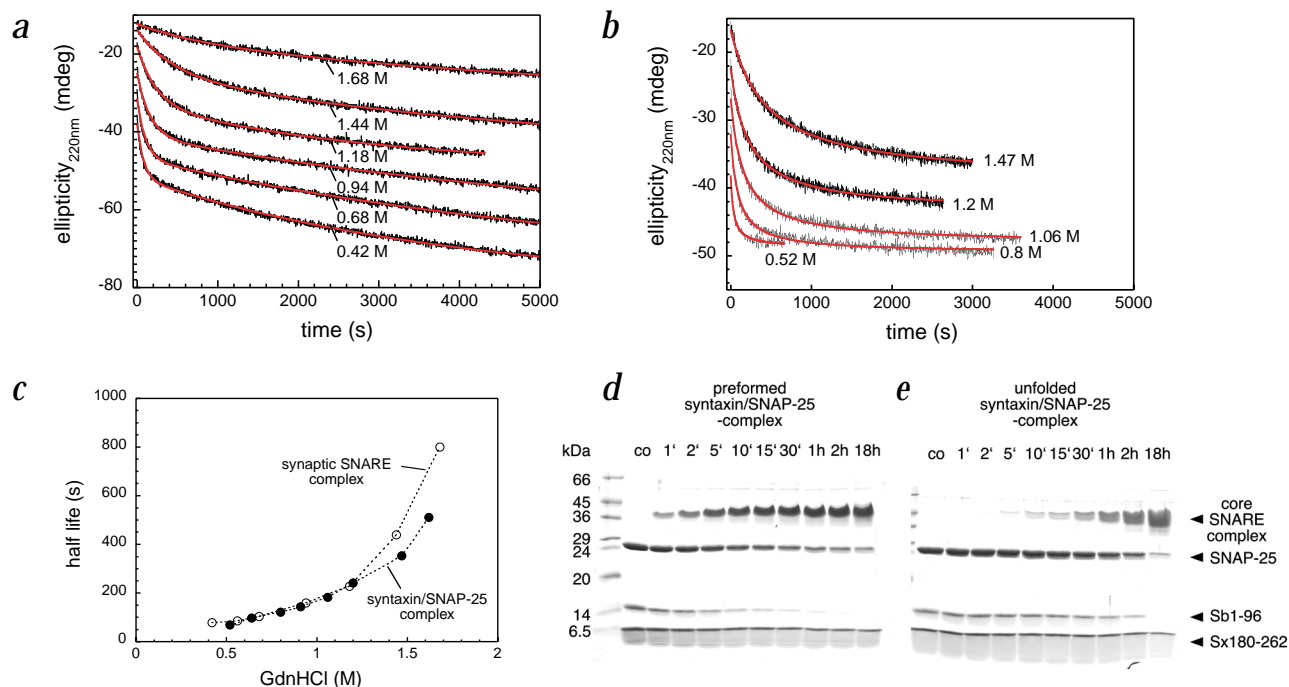 a
-20
-40
-60
-80
ellipticity220nm (mdeg)
1.68 M
1.44 M
1.18 M
0.94 M
0.68 M
0.42 M
0 1000 2000 3000 4000 5000
time (s)
b
-20
-30
-40
-50
ellipticity220nm (mdeg)
1.47 M
1.2 M
1.06 M
0.8 M
0.52 M
0 1000 2000 3000 4000 5000
time (s)
c
1000
800
600
400
200
0
half life (s)
synaptic SNARE
complex
syntaxin/SNAP-25
complex
0 0.5 1 1.5 2
GdnHCl (M)
d
preformed
syntaxin/SNAP-25
-complex
kDa
co 1‘ 2‘ 5‘ 10‘ 15‘ 30‘ 1h 2h 18h
66
45
36
29
24
20
14
6.5
e
unfolded
syntaxin/SNAP-25
-complex
co 1‘ 2‘ 5‘ 10‘ 15‘ 30‘ 1h 2h 18h
core
SNARE
complex
SNAP-25
Sb1-96
Sx180-262